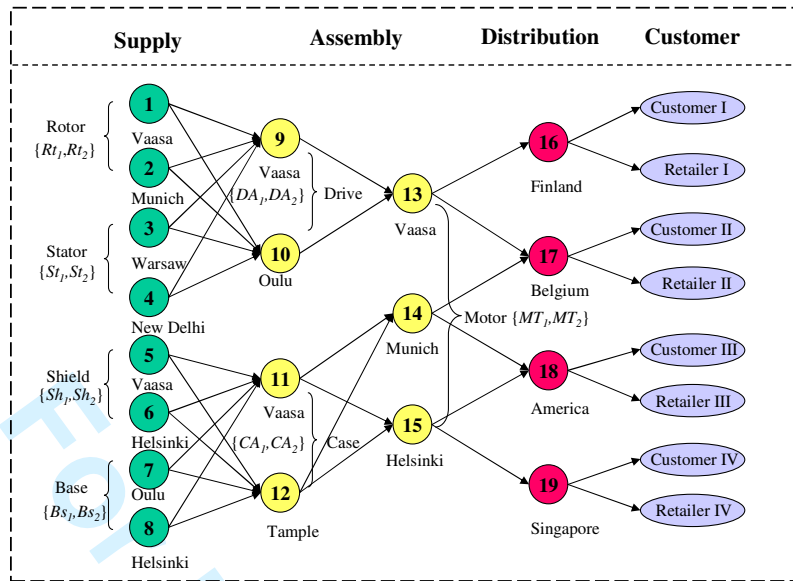 Supply Assembly Distribution Customer
1
Vaasa
2
Munich
Rotor
{Rt1,Rt2}
3
Warsaw
4
New Delhi
Stator
{St1,St2}
5
Vaasa
6
Helsinki
Shield
{Sh1,Sh2}
7
Oulu
8
Helsinki
Base
{Bs1,Bs2}
9
Vaasa
{DA1,DA2}
Drive
10
Oulu
11
Vaasa
{CA1,CA2}
Case
12
Tample
13
Vaasa
14
Munich
Motor {MT1,MT2}
15
Helsinki
16
Finland
17
Belgium
18
America
19
Singapore
Customer I
Retailer I
Customer II
Retailer II
Customer III
Retailer III
Customer IV
Retailer IV